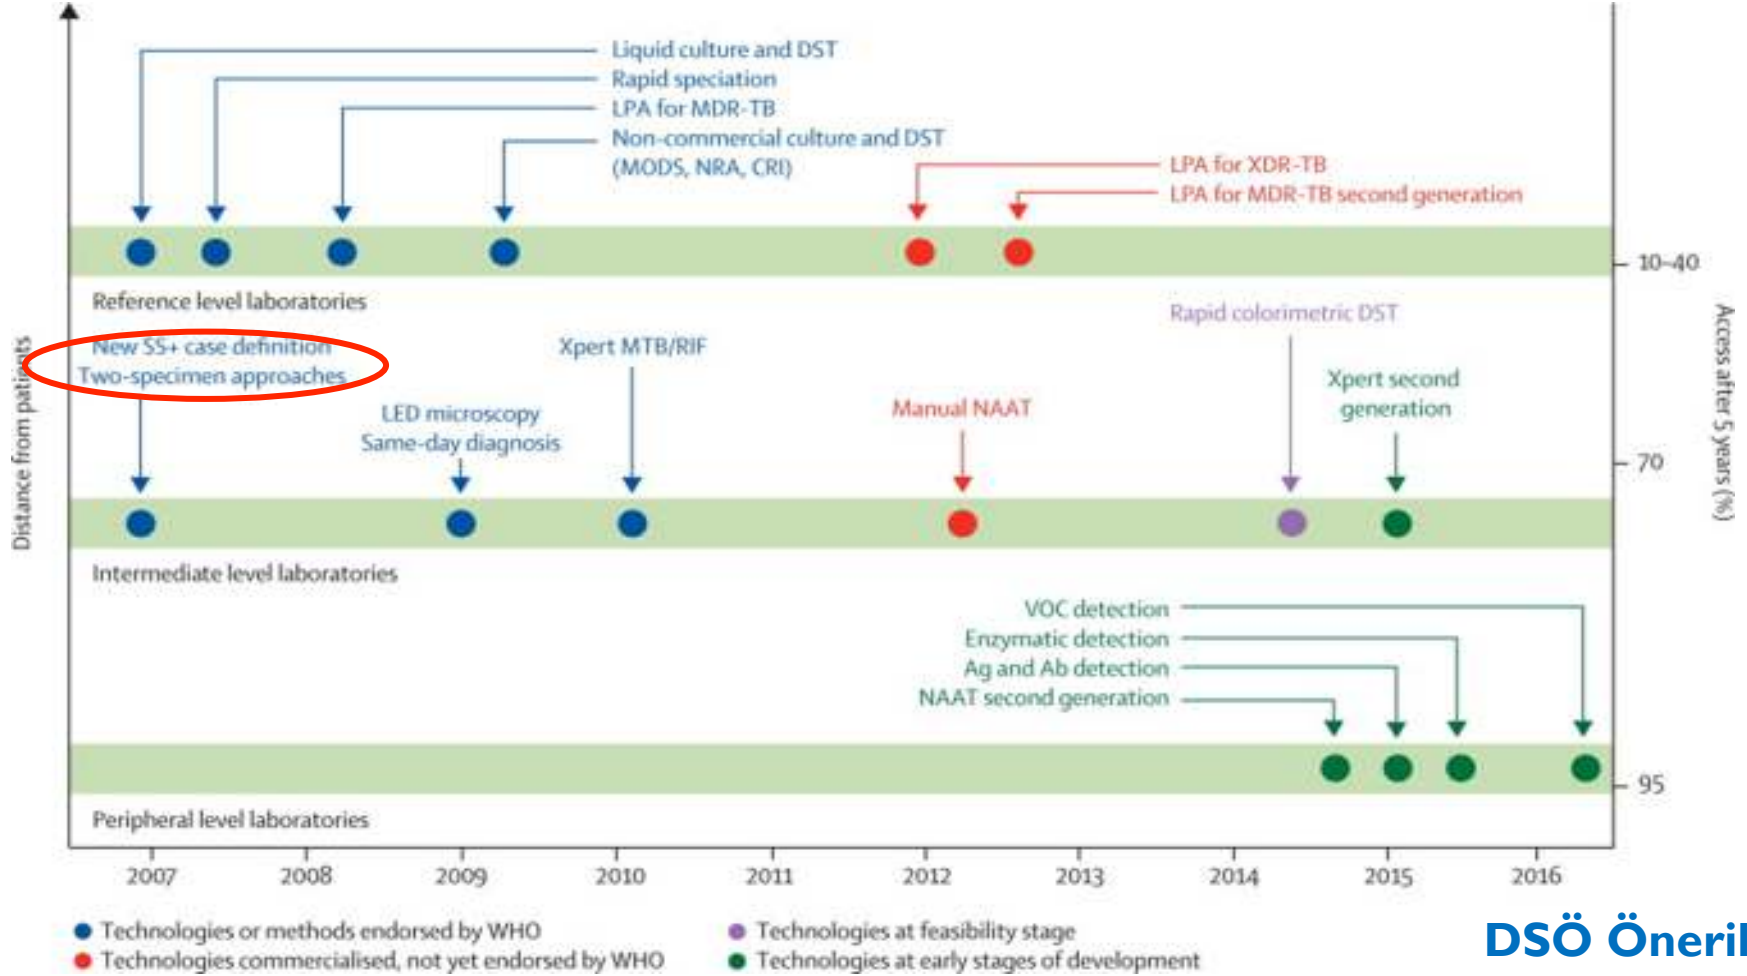 Liquid culture and DST
Rapid speciation
LPA for MDR-TB
Non-commercial culture and DST
(MODS, NRA, CRI)
LPA for XDR-TB
LPA for MDR-TB second generation
10–40
Reference level laboratories
Rapid colorimetric DST
New SS+ case definition
Two-specimen approaches
Xpert MTB/RIF
Xpert second
generation
LED microscopy
Same-day diagnosis
Manual NAAT
70
Distance from patients
Access after 5 years (%)
Intermediate level laboratories
VOC detection
Enzymatic detection
Ag and Ab detection
NAAT second generation
95
Peripheral level laboratories
2007 2008 2009 2010 2011 2012 2013 2014 2015 2016
Technologies or methods endorsed by WHO
Technologies commercialised, not yet endorsed by WHO
Technologies at feasibility stage
Technologies at early stages of development
DSÖ Öneril